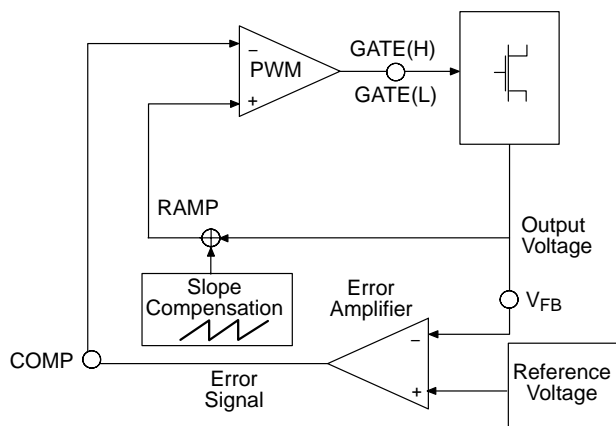 GATE(H)
−
PWM
+
GATE(L)
RAMP
Output
Voltage
Slope
Compensation
Error
Amplifier
VFB
−
COMP
Error
Signal
+
Reference
Voltage